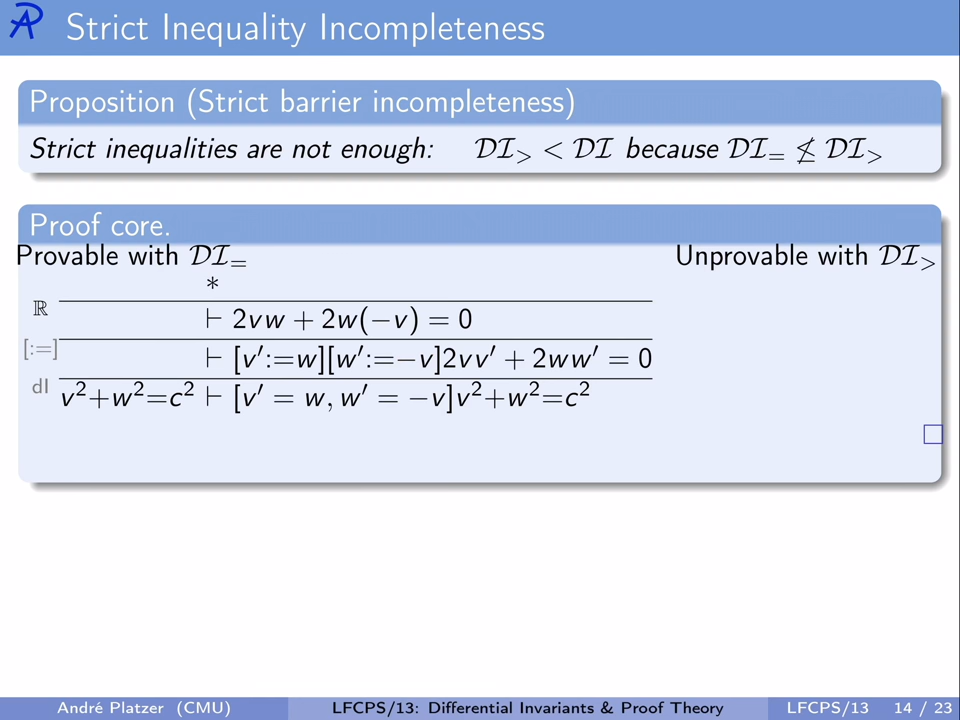 Strict Inequality Incompleteness
Proposition (Strict barrier incompleteness)
Strict inequalities are not enough: DI> < DI because DI= ≰ DI>
Proof core.
Provable with DI= Unprovable with DI>
*
ℝ ⊢ 2vw + 2w(−v) = 0
[:=] ⊢ [v′:=w][w′:=−v]2vv′ + 2ww′ = 0
dI v²+w²=c² ⊢ [v′ = w, w′ = −v]v²+w²=c²
□
André Platzer (CMU) LFCPS/13: Differential Invariants & Proof Theory LFCPS/13 14 / 23